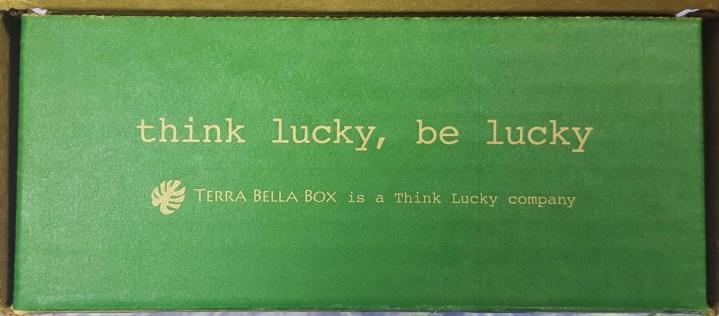 think lucky, be lucky
TERRA BELLA BOX is a Think Lucky company